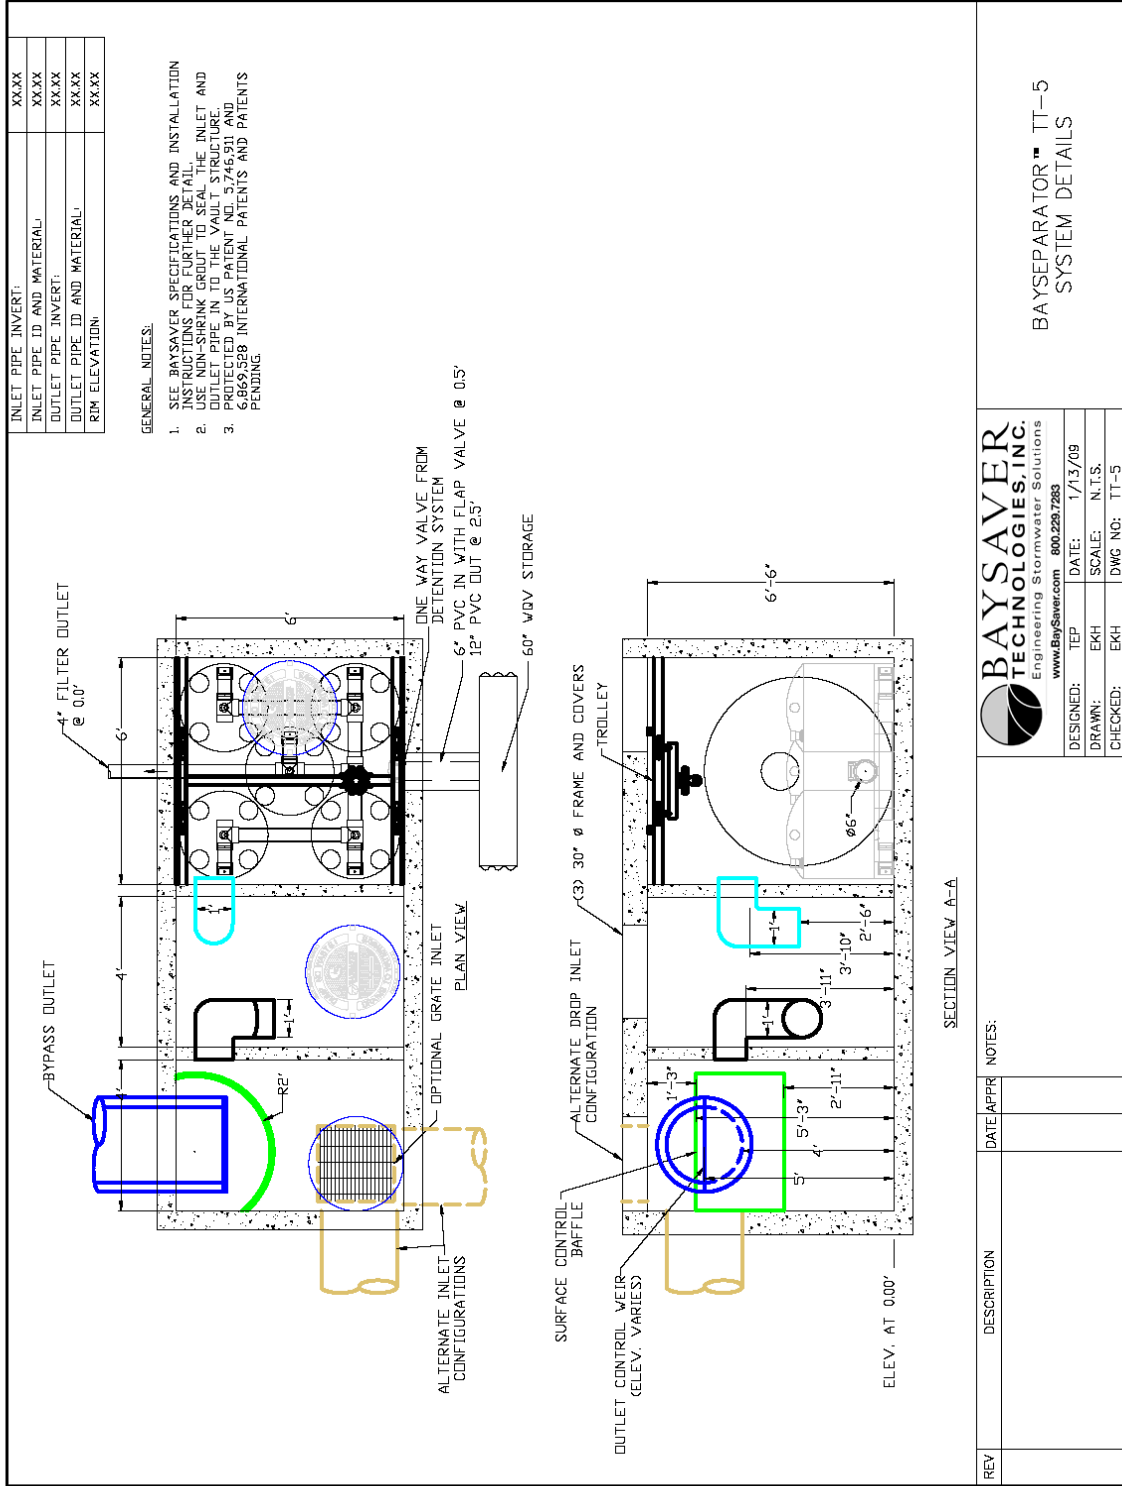 INLET PIPE INVERT: XX.XX
INLET PIPE ID AND MATERIAL: XX.XX
OUTLET PIPE INVERT: XX.XX
OUTLET PIPE ID AND MATERIAL: XX.XX
RIM ELEVATION: XX.XX
GENERAL NOTES:
1. SEE BAYSAVER SPECIFICATIONS AND INSTALLATION
INSTRUCTIONS FOR FURTHER DETAIL.
2. USE NON-SHRINK GROUT TO SEAL THE INLET AND
OUTLET PIPE IN TO THE VAULT STRUCTURE.
3. PROTECTED BY US PATENT NO. 5,746,911 AND
6,869,528 INTERNATIONAL PATENTS AND PATENTS
PENDING.
BYPASS OUTLET
4" FILTER OUTLET
@ 0.0'
4'
4'
6'
6'
1'
1'
R2'
ONE WAY VALVE FROM
DETENTION SYSTEM
6" PVC IN WITH FLAP VALVE @ 0.5'
12" PVC OUT @ 2.5'
60" WQV STORAGE
OPTIONAL GRATE INLET
PLAN VIEW
ALTERNATE INLET
CONFIGURATIONS
SURFACE CONTROL
BAFFLE
ALTERNATE DROP INLET
CONFIGURATION
(3) 30" Ø FRAME AND COVERS
TROLLEY
OUTLET CONTROL WEIR
(ELEV. VARIES)
1'-3"
5'
4'
5'-3"
2'-11"
1'
3'-11"
1'
3'-10"
2'-6"
Ø6"
6'-6"
ELEV. AT 0.00'
SECTION VIEW A-A
REV DESCRIPTION DATE APPR NOTES:
BAYSAVER
TECHNOLOGIES, INC.
Engineering Stormwater Solutions
www.BaySaver.com 800.229.7283
DESIGNED: TEP DATE: 1/13/09
DRAWN: EKH SCALE: N.T.S.
CHECKED: EKH DWG NO: TT-5
BAYSEPARATOR™ TT-5
SYSTEM DETAILS